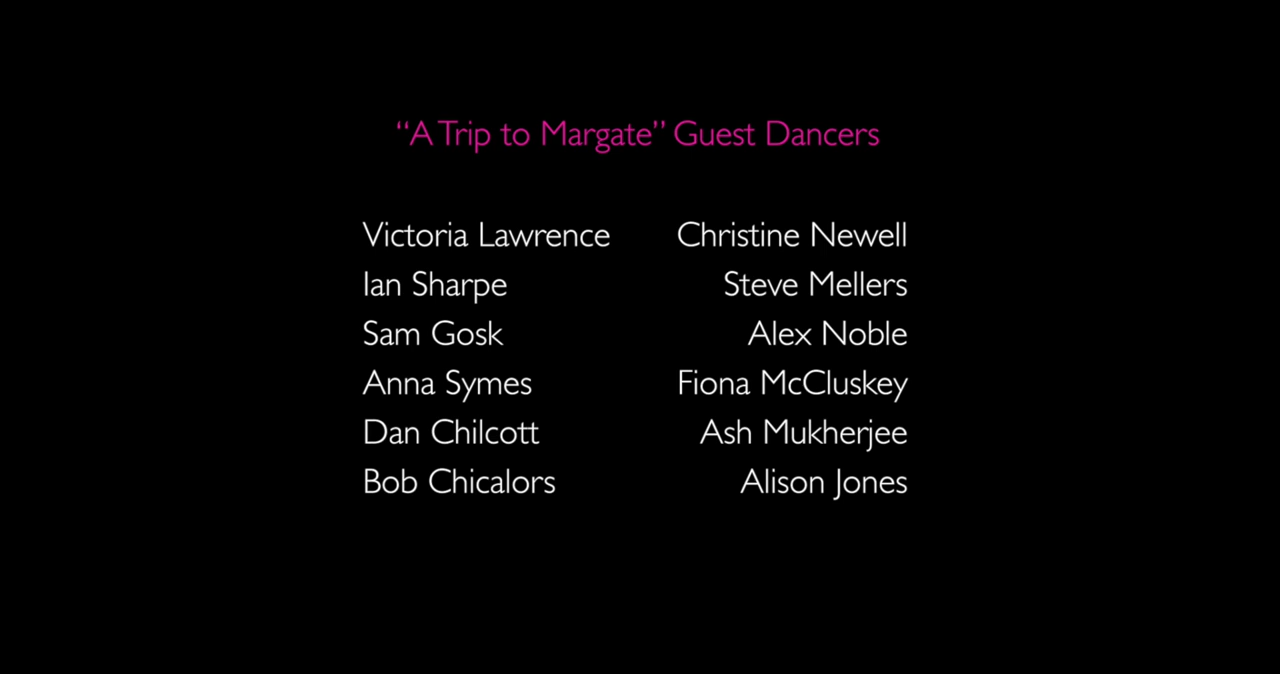 “A Trip to Margate” Guest Dancers
Victoria Lawrence Christine Newell
Ian Sharpe Steve Mellers
Sam Gosk Alex Noble
Anna Symes Fiona McCluskey
Dan Chilcott Ash Mukherjee
Bob Chicalors Alison Jones